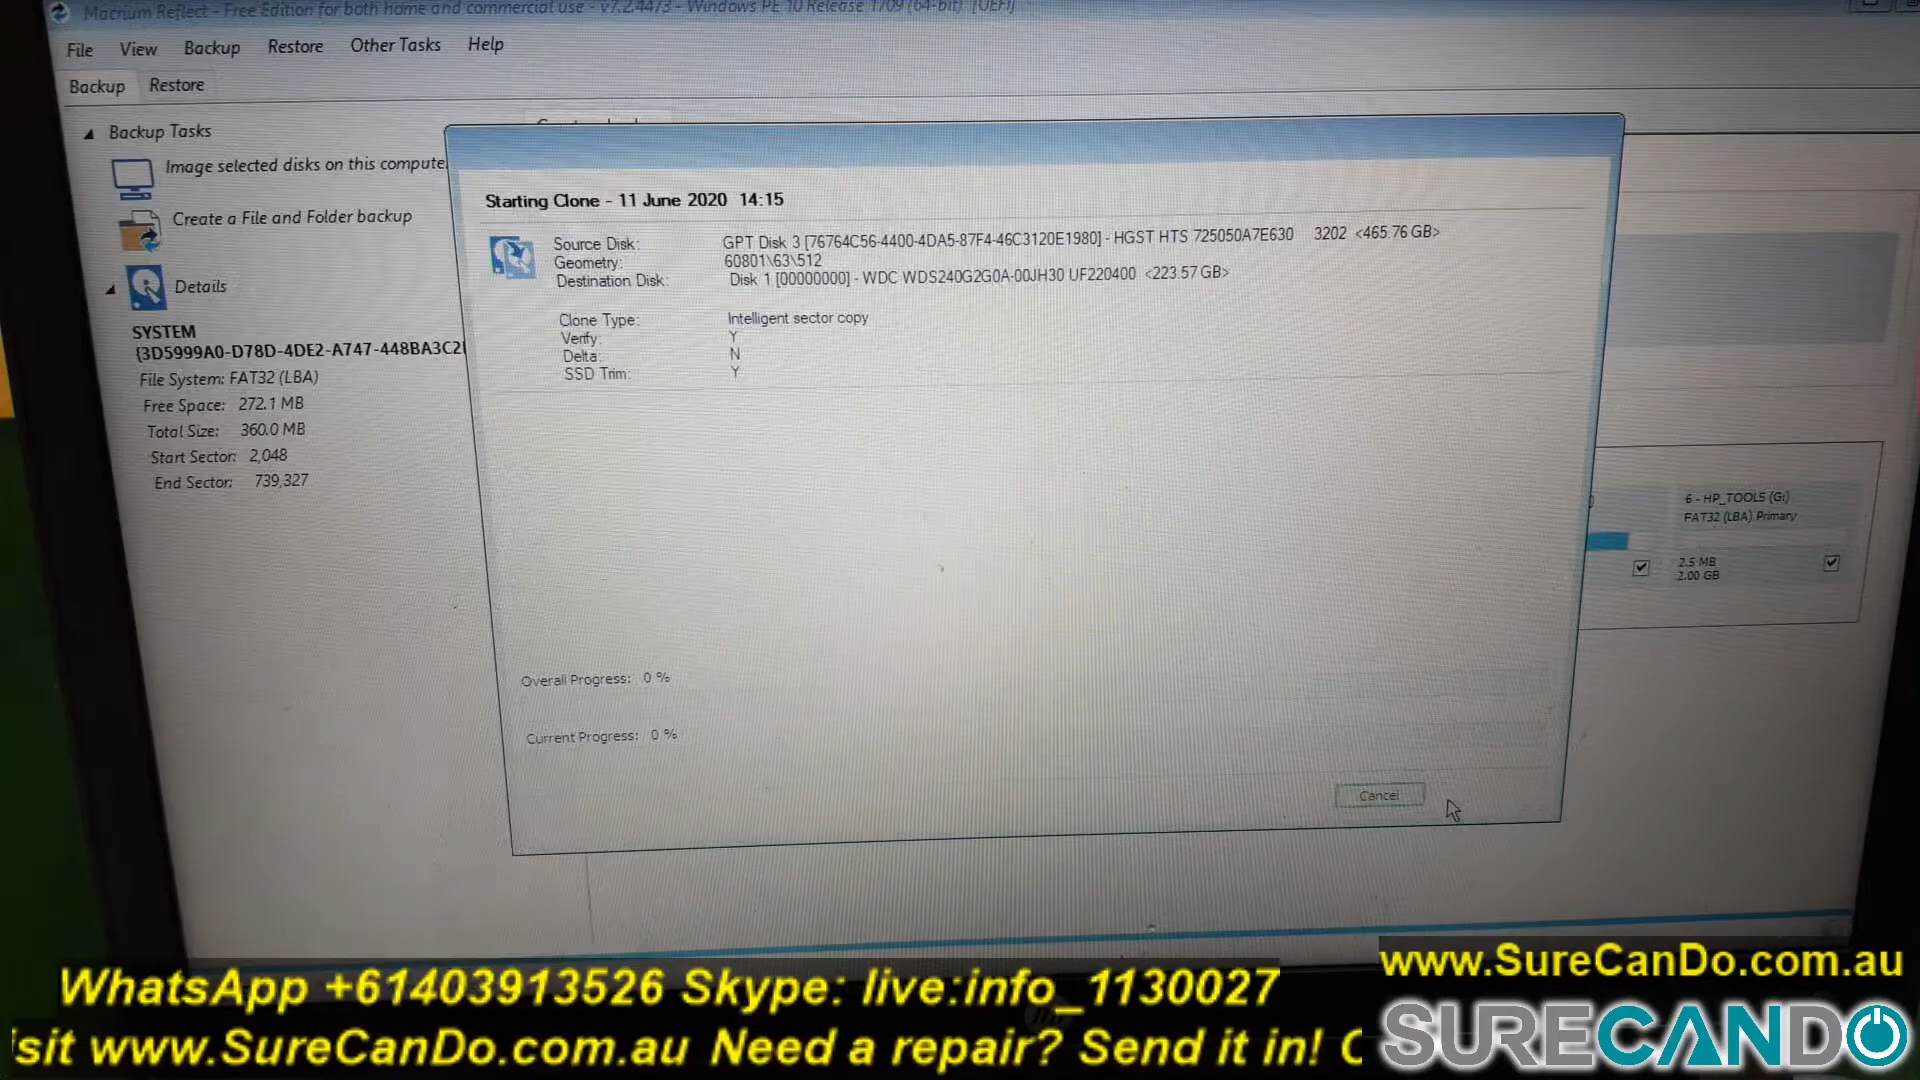 Macrium Reflect - Free Edition for both home and commercial use - v7.2.4473 - Windows PE 10 Release 1709 (64-bit) [UEFI]
File View Backup Restore Other Tasks Help
Backup Restore
Backup Tasks
Image selected disks on this compute
Create a File and Folder backup
Details
SYSTEM
{3D5999A0-D78D-4DE2-A747-448BA3C2
File System: FAT32 (LBA)
Free Space: 272.1 MB
Total Size: 360.0 MB
Start Sector: 2,048
End Sector: 739,327
Starting Clone - 11 June 2020 14:15
Source Disk: GPT Disk 3 [76764C56-4400-4DA5-87F4-46C3120E1980] - HGST HTS 725050A7E630 3202 <465.76 GB>
Geometry: 60801\63\512
Destination Disk: Disk 1 [00000000] - WDC WDS240G2G0A-00JH30 UF220400 <223.57 GB>
Clone Type: Intelligent sector copy
Verify: Y
Delta: N
SSD Trim: Y
Overall Progress: 0 %
Current Progress: 0 %
Cancel
6 - HP_TOOLS (G:)
FAT32 (LBA) Primary
2.5 MB
2.00 GB
WhatsApp +61403913526 Skype: live:info_1130027
sit www.SureCanDo.com.au Need a repair? Send it in!
www.SureCanDo.com.au
SURECANDO